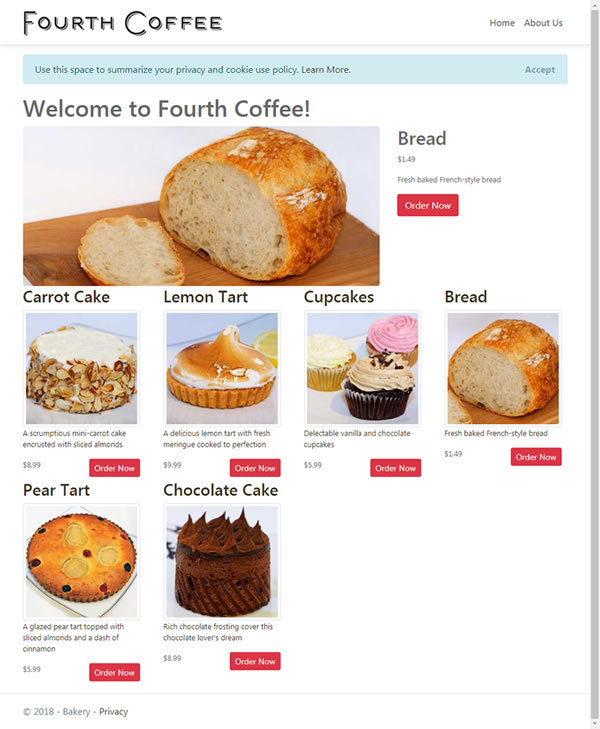 Fourth Coffee
Home About Us
Use this space to summarize your privacy and cookie use policy. Learn More. Accept
Welcome to Fourth Coffee!
Bread
$1.49
Fresh baked French-style bread
Order Now
Carrot Cake
A scrumptious mini-carrot cake
encrusted with sliced almonds
$8.99 Order Now
Lemon Tart
A delicious lemon tart with fresh
meringue cooked to perfection
$9.99 Order Now
Cupcakes
Delectable vanilla and chocolate
cupcakes
$5.99 Order Now
Bread
Fresh baked French-style bread
$1.49 Order Now
Pear Tart
A glazed pear tart topped with
sliced almonds and a dash of
cinnamon
$5.99 Order Now
Chocolate Cake
Rich chocolate frosting cover this
chocolate lover's dream
$8.99 Order Now
© 2018 - Bakery - Privacy